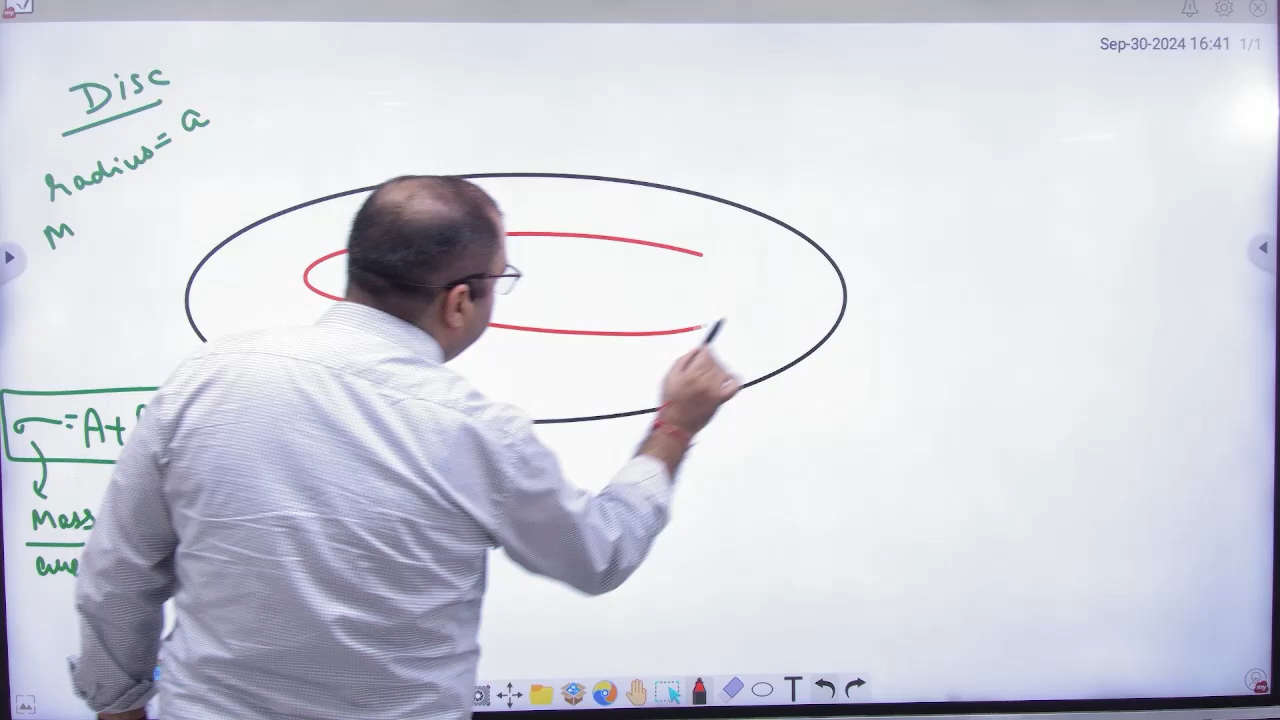 Sep-30-2024 16:41 1/1
Disc
radius = a
M
σ = A+
Mass
T